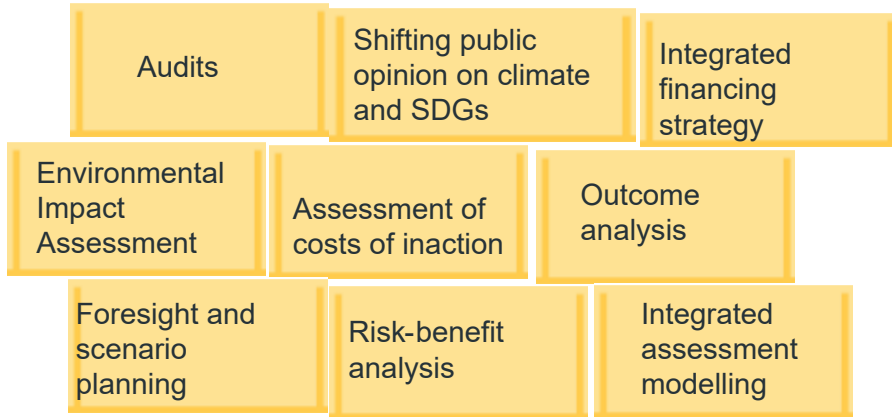 Audits
Shifting public
opinion on climate
and SDGs
Integrated
financing
strategy
Environmental
Impact
Assessment
Assessment of
costs of inaction
Outcome
analysis
Foresight and
scenario
planning
Risk-benefit
analysis
Integrated
assessment
modelling